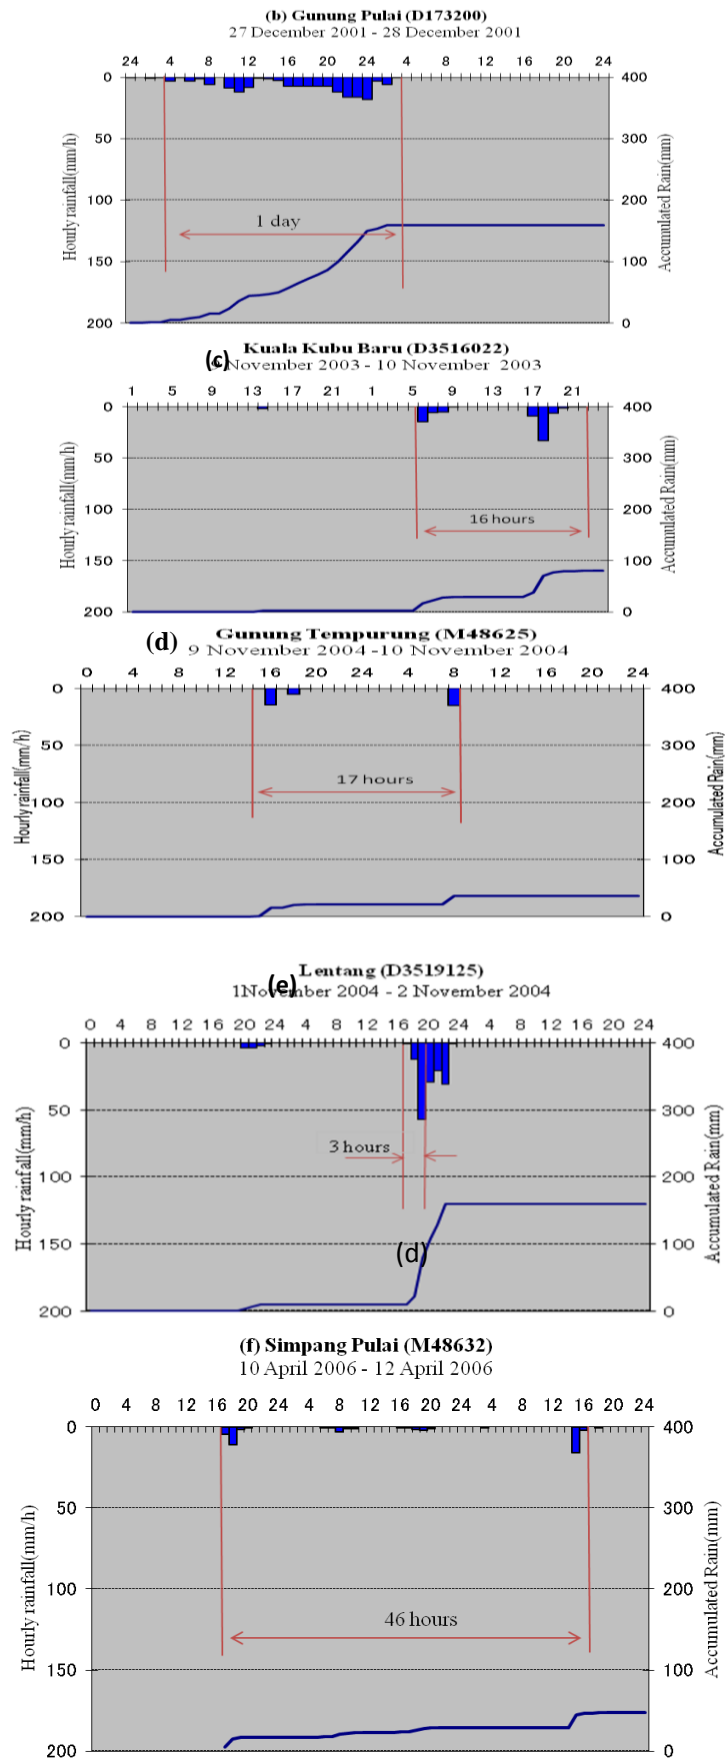 (b) Gunung Pulai (D173200)
27 December 2001 - 28 December 2001
24 4 8 12 16 20 24 4 8 12 16 20 24
0 400
50 300
100 200
150 100
200 0
Hourly rainfall(mm/h)
Accumulated Rain(mm)
1 day
(c) Kuala Kubu Baru (D3516022)
9 November 2003 - 10 November 2003
1 5 9 13 17 21 1 5 9 13 17 21
0 400
50 300
100 200
150 100
200 0
Hourly rainfall(mm/h)
Accumulated Rain(mm)
16 hours
(d) Gunung Tempurung (M48625)
9 November 2004 -10 November 2004
0 4 8 12 16 20 24 4 8 12 16 20 24
0 400
50 300
100 200
150 100
200 0
Hourly rainfall(mm/h)
Accumulated Rain(mm)
17 hours
(e) Lentang (D3519125)
1November 2004 - 2 November 2004
0 4 8 12 16 20 24 4 8 12 16 20 24 4 8 12 16 20 24
0 400
50 300
100 200
150 100
200 0
Hourly rainfall(mm/h)
Accumulated Rain(mm)
3 hours
(d)
(f) Simpang Pulai (M48632)
10 April 2006 - 12 April 2006
0 4 8 12 16 20 24 4 8 12 16 20 24 4 8 12 16 20 24
0 400
50 300
100 200
150 100
200 0
Hourly rainfall(mm/h)
Accumulated Rain(mm)
46 hours